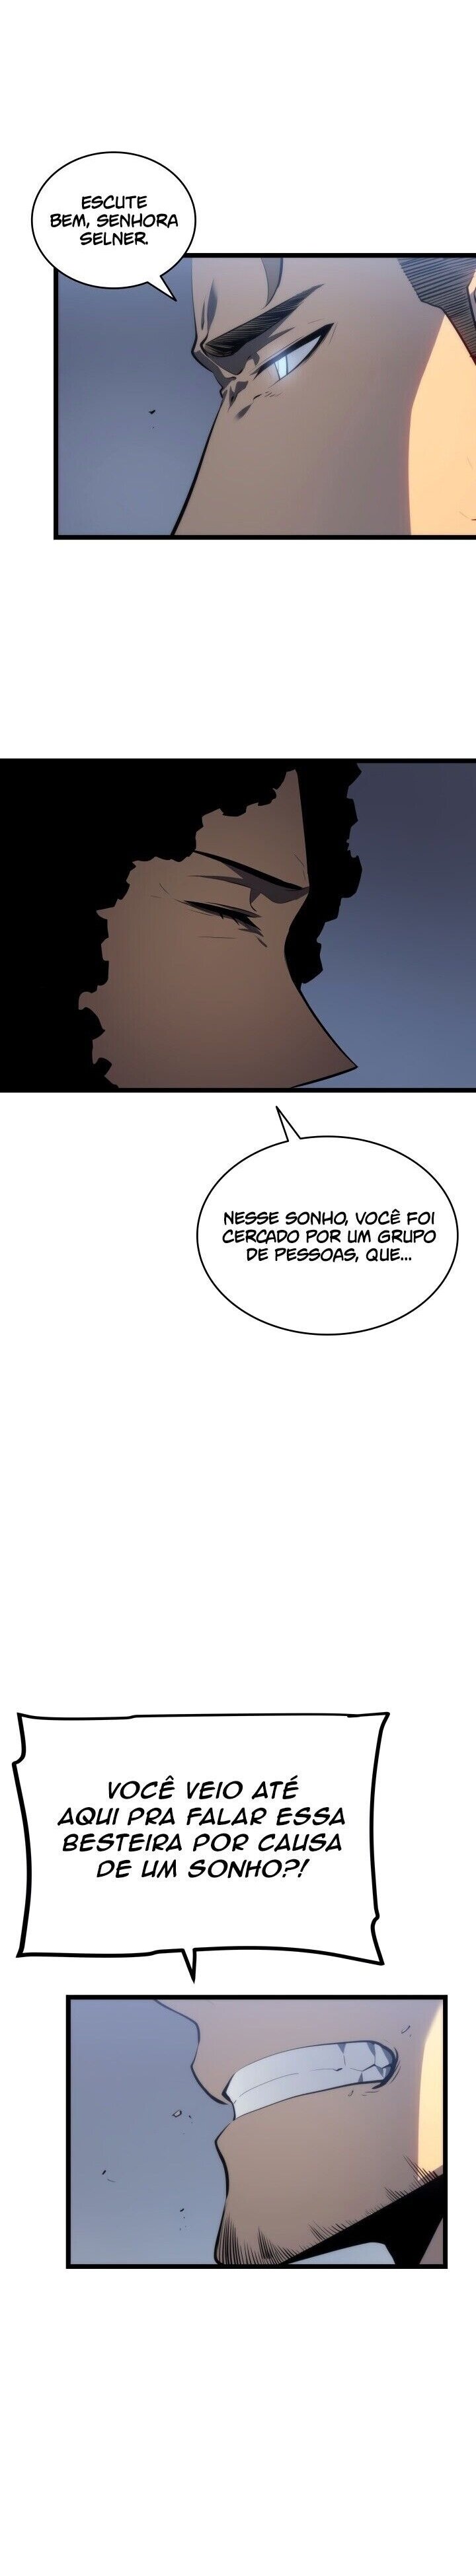 ESCUTE
BEM, SENHORA
SELNER.
NESSE SONHO, VOCÊ FOI
CERCADO POR UM GRUPO
DE PESSOAS, QUE...
VOCÊ VEIO ATÉ
AQUI PRA FALAR ESSA
BESTEIRA POR CAUSA
DE UM SONHO?!